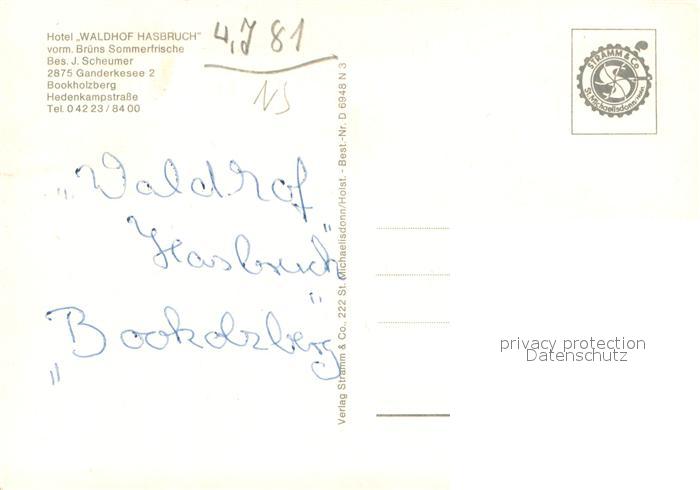 Hotel „WALDHOF HASBRUCH"
vorm. Brüns Sommerfrische
Bes. J. Scheumer
2875 Ganderkesee 2
Bookholzberg
Hedenkampstraße
Tel. 0 42 23 / 84 00
4,7 81
NS
„Waldhof
Hasbruch"
"Bookolzberg
Verlag Stramm & Co., 222 St. Michaelisdonn/Holst. - Best.-Nr. D 6948 N 3
STRAMM & Co.
St. Michaelisdonn/Holst.
privacy protection
Datenschutz